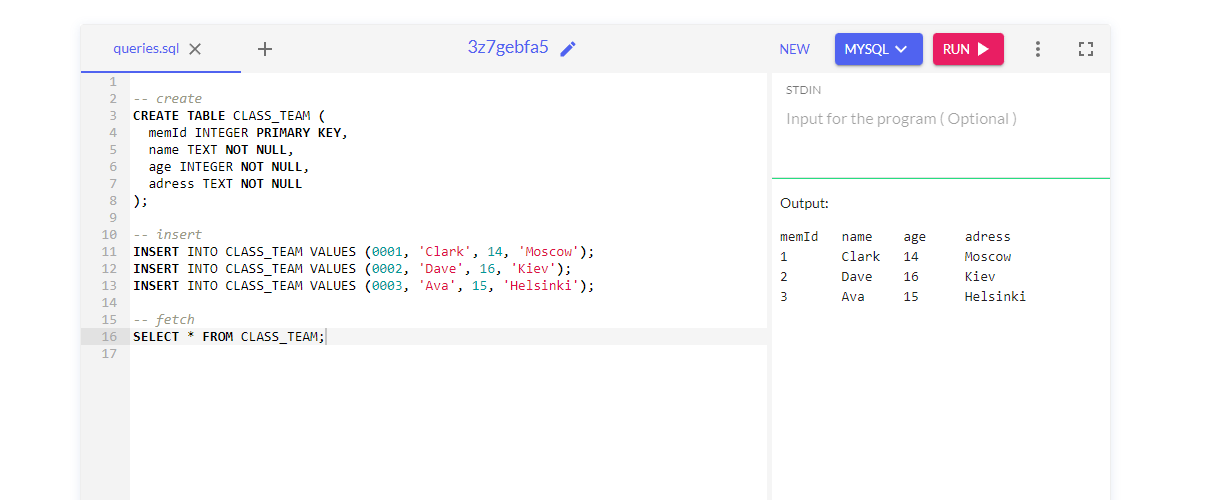 queries.sql
3z7gebfa5
NEW
MYSQL
RUN
1
2 -- create
3 CREATE TABLE CLASS_TEAM (
4   memId INTEGER PRIMARY KEY,
5   name TEXT NOT NULL,
6   age INTEGER NOT NULL,
7   adress TEXT NOT NULL
8 );
9
10 -- insert
11 INSERT INTO CLASS_TEAM VALUES (0001, 'Clark', 14, 'Moscow');
12 INSERT INTO CLASS_TEAM VALUES (0002, 'Dave', 16, 'Kiev');
13 INSERT INTO CLASS_TEAM VALUES (0003, 'Ava', 15, 'Helsinki');
14
15 -- fetch
16 SELECT * FROM CLASS_TEAM;
17
STDIN
Input for the program ( Optional )
Output:
memId name age adress
1 Clark 14 Moscow
2 Dave 16 Kiev
3 Ava 15 Helsinki